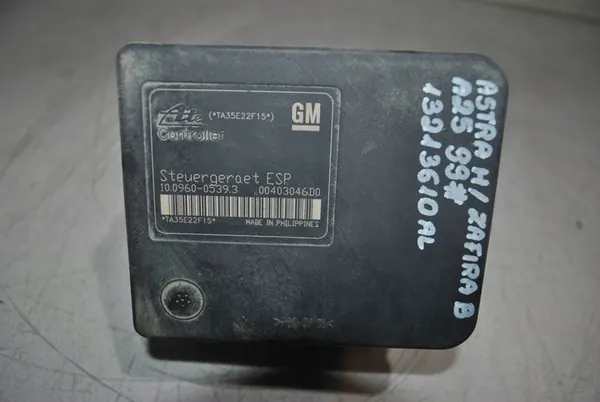 Ate (*TA35E22F15*) GM
Controller
Steuergeraet ESP
10.0960-0539.3 00403046D0
*TA35E22F15* MADE IN PHILIPPINES
ASTRA H/ZAFIRA B
A25 99#
13213610AL